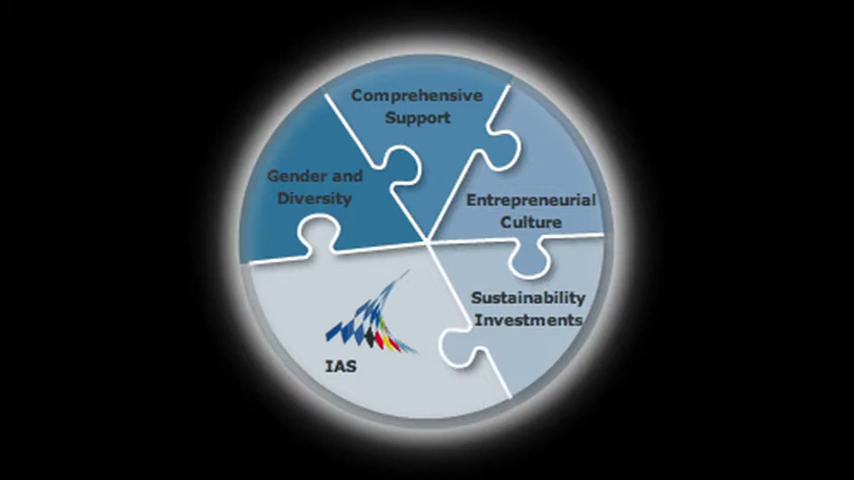 Comprehensive
Support
Gender and
Diversity
Entrepreneurial
Culture
Sustainability
Investments
IAS